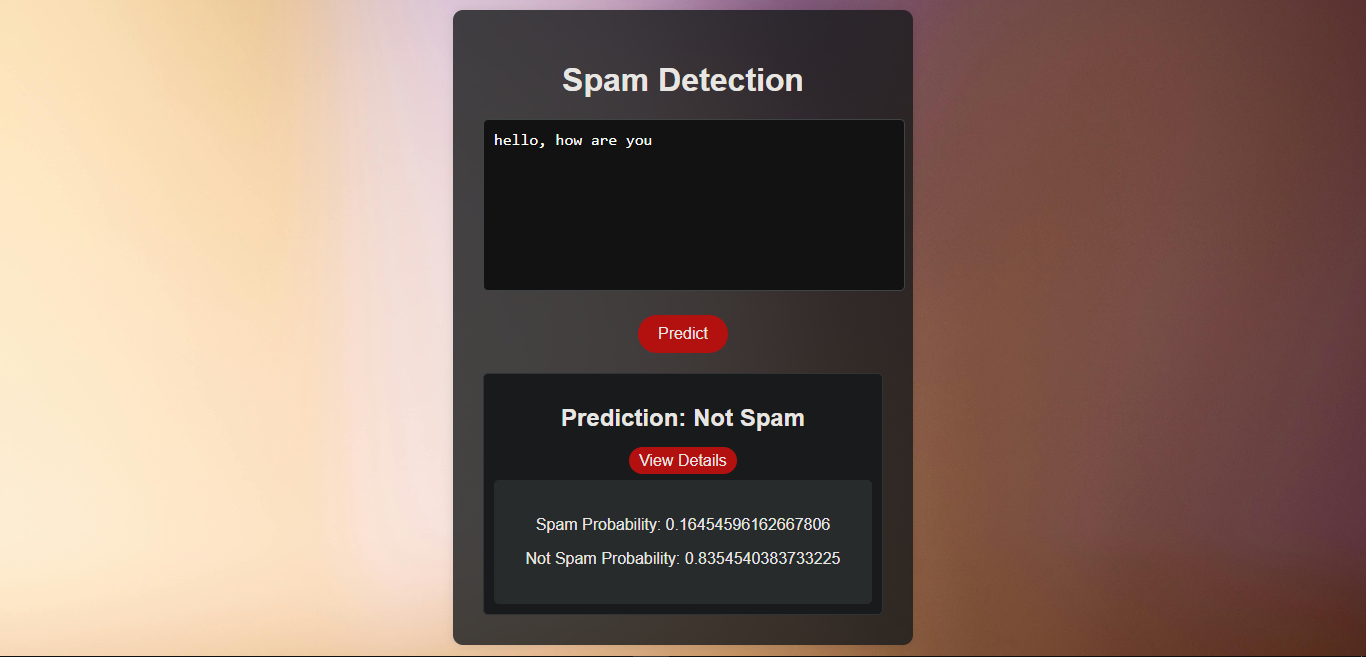 Spam Detection
hello, how are you
Predict
Prediction: Not Spam
View Details
Spam Probability: 0.16454596162667806
Not Spam Probability: 0.8354540383733225